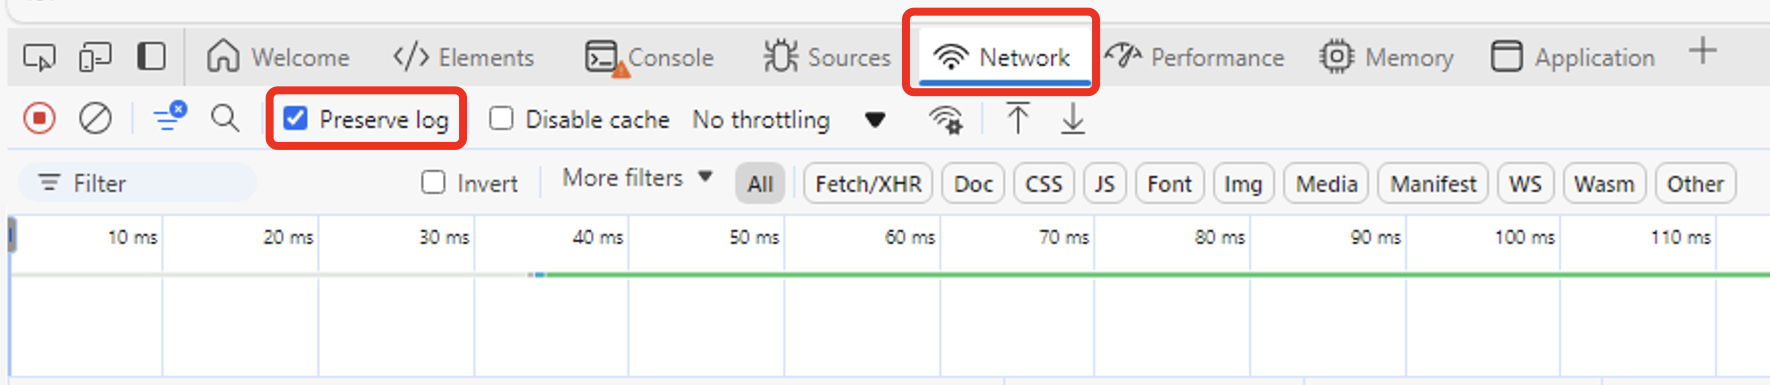 Welcome Elements Console Sources Network Performance Memory Application
Preserve log Disable cache No throttling
Filter Invert More filters All Fetch/XHR Doc CSS JS Font Img Media Manifest WS Wasm Other
10 ms 20 ms 30 ms 40 ms 50 ms 60 ms 70 ms 80 ms 90 ms 100 ms 110 ms